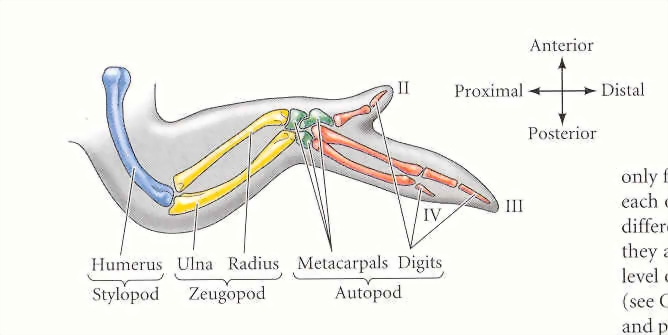 Anterior
II
Proximal
Distal
Posterior
III
IV
Humerus Ulna Radius Metacarpals Digits
Stylopod Zeugopod Autopod
only f
each o
differe
they a
level o
(see C
and p